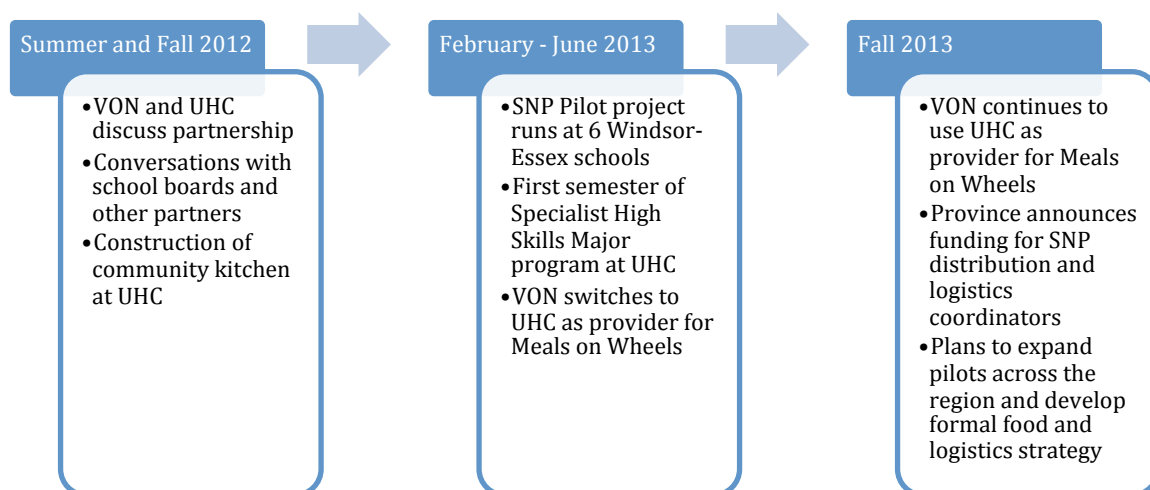 Summer and Fall 2012
•VON and UHC
discuss partnership
•Conversations with
school boards and
other partners
•Construction of
community kitchen
at UHC
February - June 2013
•SNP Pilot project
runs at 6 Windsor-
Essex schools
•First semester of
Specialist High
Skills Major
program at UHC
•VON switches to
UHC as provider for
Meals on Wheels
Fall 2013
•VON continues to
use UHC as
provider for Meals
on Wheels
•Province announces
funding for SNP
distribution and
logistics
coordinators
•Plans to expand
pilots across the
region and develop
formal food and
logistics strategy